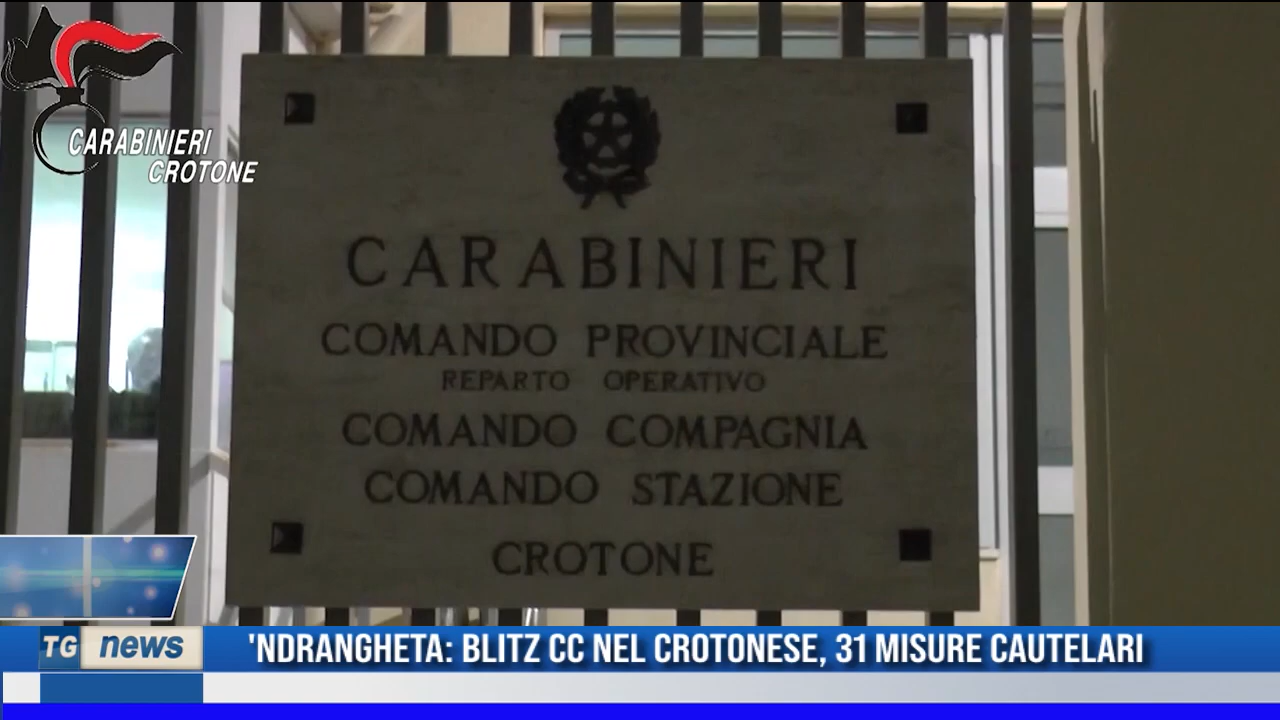 CARABINIERI
CROTONE
CARABINIERI
COMANDO PROVINCIALE
REPARTO OPERATIVO
COMANDO COMPAGNIA
COMANDO STAZIONE
CROTONE
TG news
'NDRANGHETA: BLITZ CC NEL CROTONESE, 31 MISURE CAUTELARI